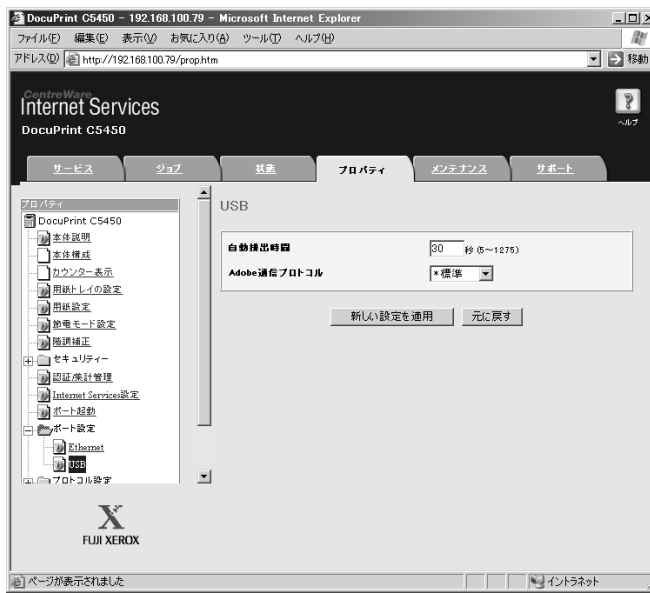 DocuPrint C5450 - 192.168.100.79 - Microsoft Internet Explorer
ファイル(F) 編集(E) 表示(V) お気に入り(A) ツール(T) ヘルプ(H)
アドレス(D) http://192.168.100.79/prop.htm 移動
CentreWare
Internet Services
DocuPrint C5450
ヘルプ
サービス ジョブ 状態 プロパティ メンテナンス サポート
プロパティ
DocuPrint C5450
本体説明
本体構成
カウンター表示
用紙トレイの設定
用紙設定
節電モード設定
階調補正
セキュリティー
認証/集計管理
Internet Services設定
ポート起動
ポート設定
Ethernet
USB
プロトコル設定
USB
自動排出時間 30 秒 (5～1275)
Adobe通信プロトコル *標準
新しい設定を適用 元に戻す
X
FUJI XEROX
ページが表示されました イントラネット